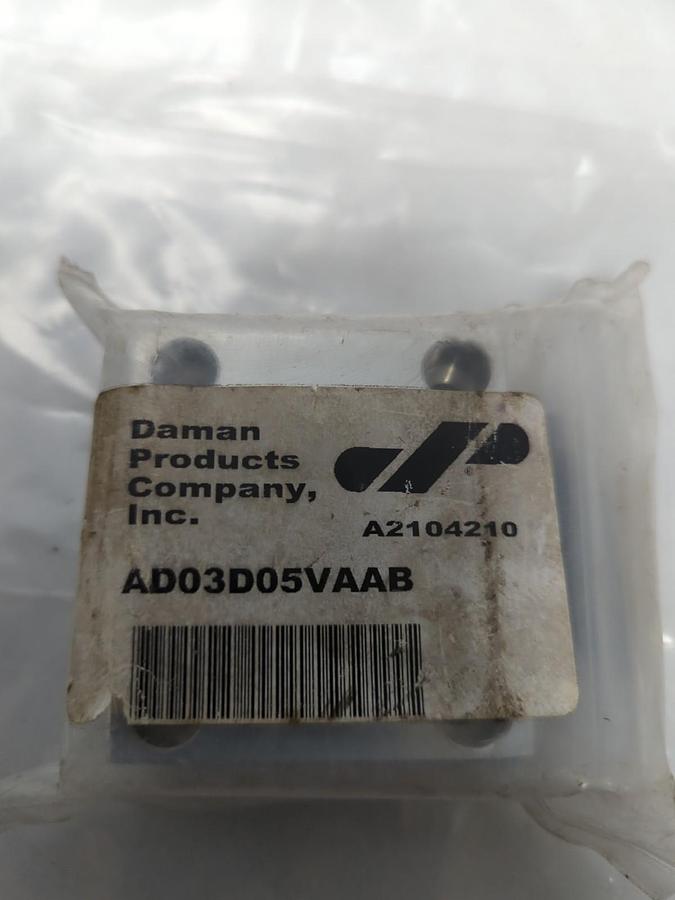 Daman
Products
Company,
Inc.
®
A2104210
AD03D05VAAB